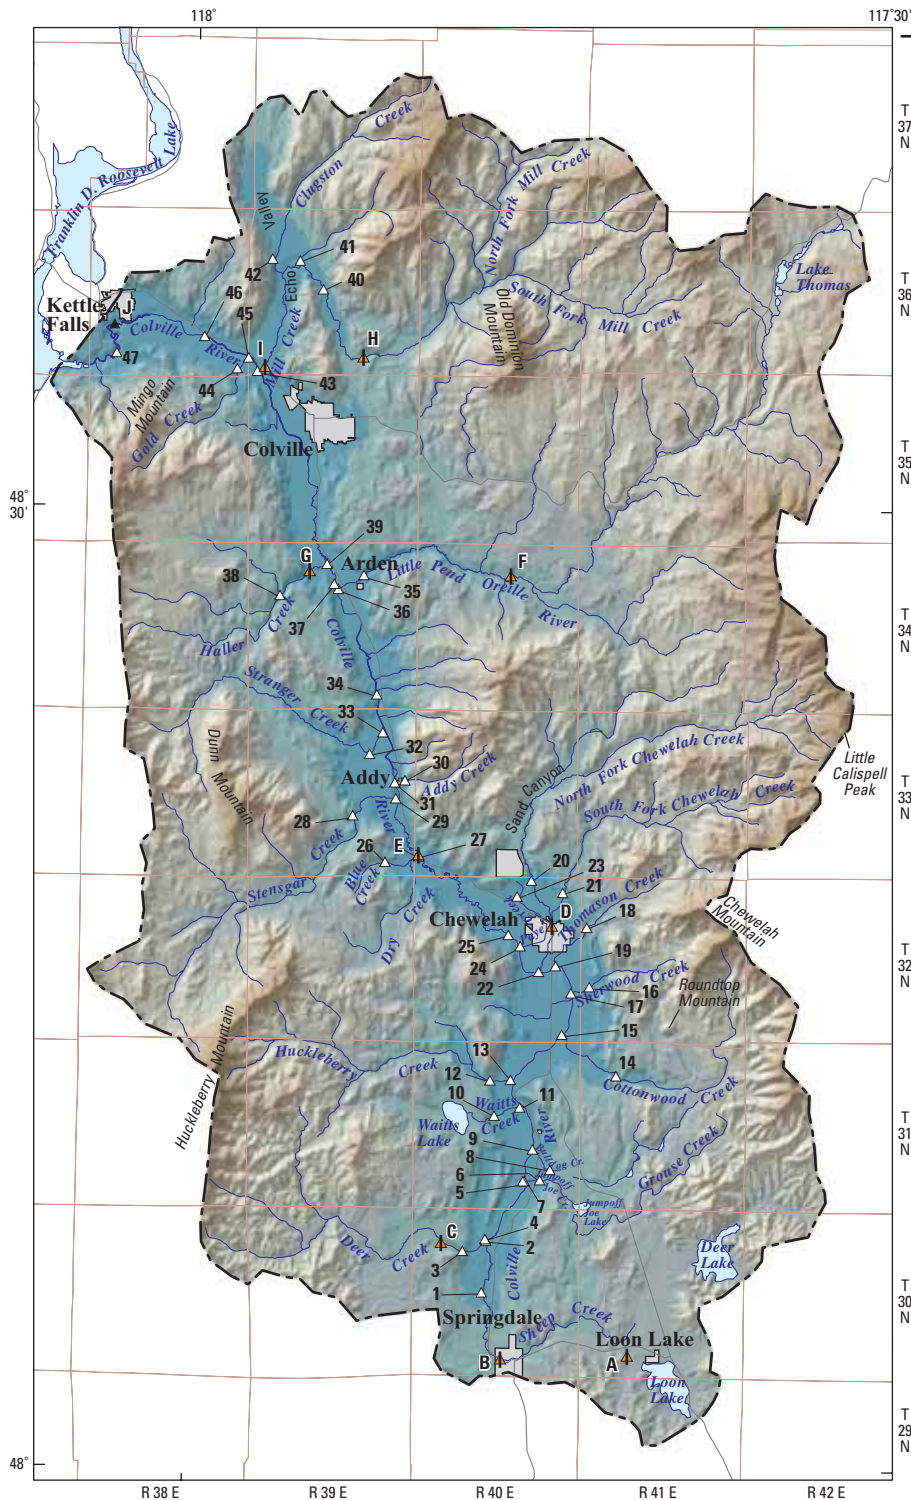 118°
117°30'
T
37
N
Creek
Franklin D. Roosevelt Lake
Clugston
North Fork Mill Creek
Valley
41
42
Echo
40
Lake
Thomas
T
36
N
Kettle
Falls
J
46
45
Colville
River
I
Mill Creek
H
Old Dominion
Mountain
South Fork Mill Creek
47
44
43
Mingo
Mountain
Gold Creek
Colville
T
35
N
48°
30'
39
G
Arden
F
38
Little Pend Oreille
River
35
36
37
Haller Creek
Colville
T
34
N
Stranger
Creek
34
33
32
Dunn Mountain
Addy
30
Addy Creek
31
29
River
Sand Canyon
North Fork Chewelah Creek
South Fork Chewelah Creek
Little
Calispell
Peak
T
33
N
28
Stensgar Creek
26
Blue
Creek
E
27
20
23
21
Dry Creek
Chewelah
D
Thomason Creek
18
Chewelah
Mountain
25
24
22
19
Sherwood Creek
16
17
Roundtop
Mountain
T
32
N
15
Huckleberry Mountain
Huckleberry
Creek
13
12
14
Cottonwood Creek
10
Waitts
Creek
11
Waitts
Lake
River
T
31
N
9
8
6
5
Jumpoff
Joe Cr.
7
Grouse Creek
Jumpoff
Joe
Lake
4
2
C
3
Deer
Creek
Colville
Deer
Lake
1
T
30
N
Springdale
Sheep Creek
Loon Lake
B
A
Loon
Lake
T
29
N
48°
R 38 E
R 39 E
R 40 E
R 41 E
R 42 E